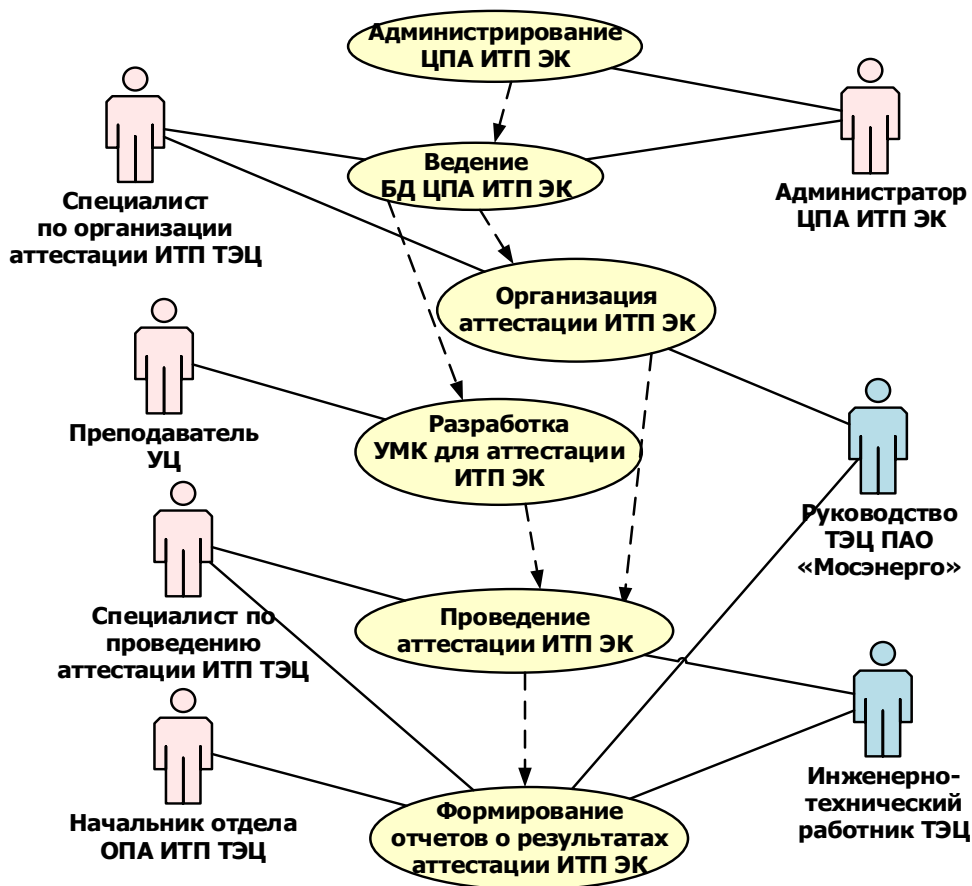 Администрирование
ЦПА ИТП ЭК
Ведение
БД ЦПА ИТП ЭК
Специалист
по организации
аттестации ИТП ТЭЦ
Администратор
ЦПА ИТП ЭК
Организация
аттестации ИТП ЭК
Преподаватель
УЦ
Разработка
УМК для аттестации
ИТП ЭК
Руководство
ТЭЦ ПАО
«Мосэнерго»
Специалист по
проведению
аттестации ИТП ТЭЦ
Проведение
аттестации ИТП ЭК
Инженерно-
технический
работник ТЭЦ
Начальник отдела
ОПА ИТП ТЭЦ
Формирование
отчетов о результатах
аттестации ИТП ЭК